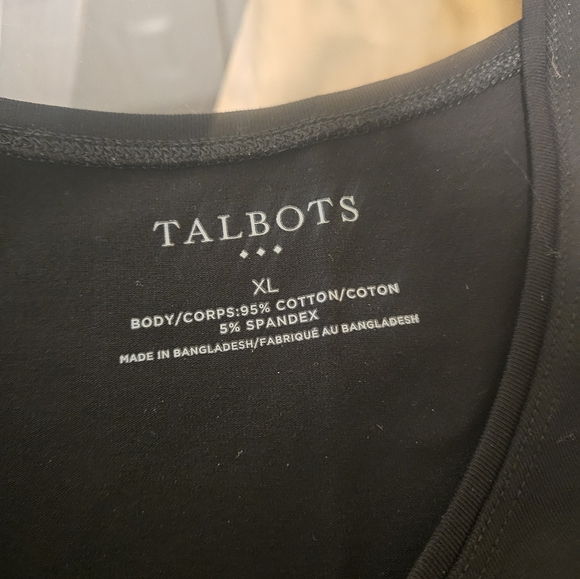 TALBOTS
XL
BODY/CORPS:95% COTTON/COTON
5% SPANDEX
MADE IN BANGLADESH/FABRIQUÉ AU BANGLADESH